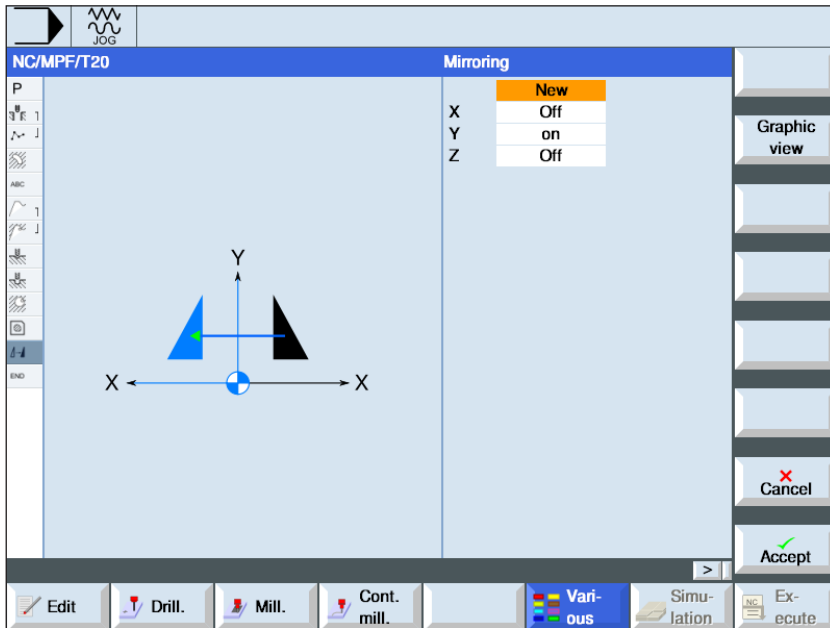 JOG
NC/MPF/T20
Mirroring
P
New
X Off
Y on
Z Off
Graphic
view
ABC
Y
X
X
END
Cancel
Accept
>
Edit
Drill.
Mill.
Cont.
mill.
Vari-
ous
Simu-
lation
NC
Ex-
ecute